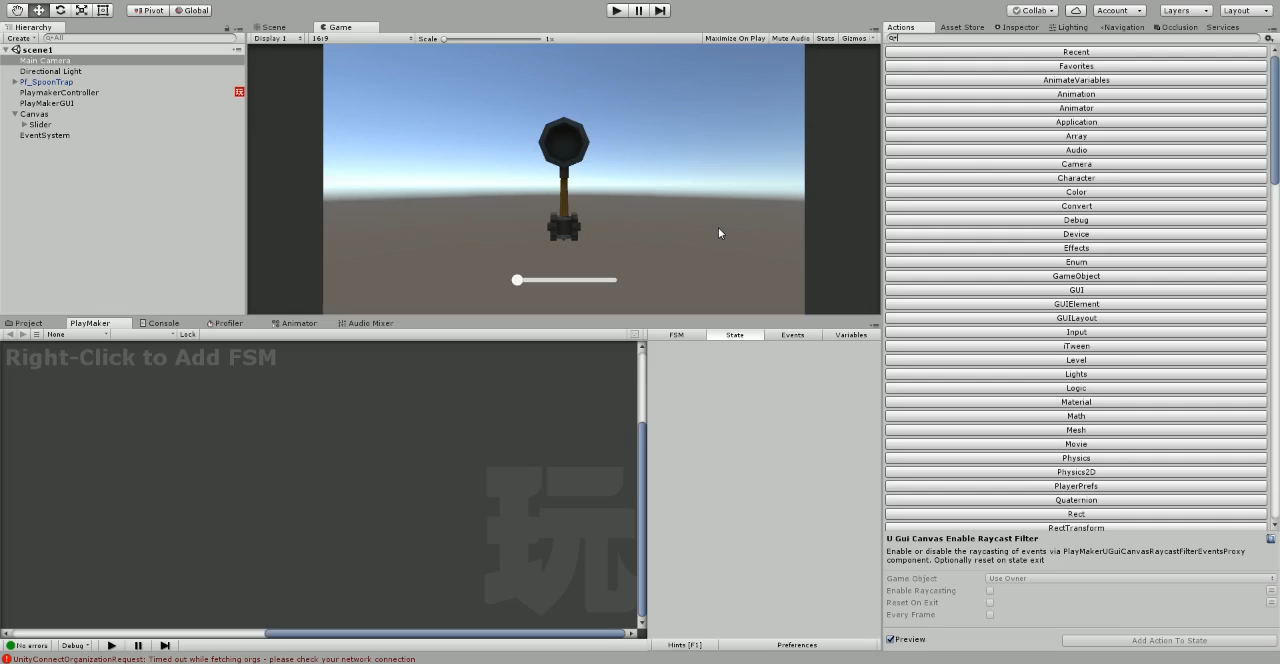 Pivot Global Collab Account Layers Layout
Hierarchy Scene Game Actions Asset Store Inspector Lighting Navigation Occlusion Services
Create All Display 1 16:9 Scale 1x Maximize On Play Mute Audio Stats Gizmos
scene1
Main Camera
Directional Light
Pf_SpoonTrap
PlaymakerController 玩
PlayMakerGUI
Canvas
Slider
EventSystem
Recent
Favorites
AnimateVariables
Animation
Animator
Application
Array
Audio
Camera
Character
Color
Convert
Debug
Device
Effects
Enum
GameObject
GUI
GUIElement
GUILayout
Input
iTween
Level
Lights
Logic
Material
Math
Mesh
Movie
Physics
Physics2D
PlayerPrefs
Quaternion
Rect
RectTransform
Project PlayMaker Console Profiler Animator Audio Mixer
None Lock FSM State Events Variables
Right-Click to Add FSM
玩
U Gui Canvas Enable Raycast Filter
Enable or disable the raycasting of events via PlayMakerUGuiCanvasRaycastFilterEventsProxy
component. Optionally reset on state exit
Game Object Use Owner
Enable Raycasting
Reset On Exit
Every Frame
Preview Add Action To State
No errors Debug Hints [F1] Preferences
UnityConnectOrganizationRequest: Timed out while fetching orgs - please check your network connection